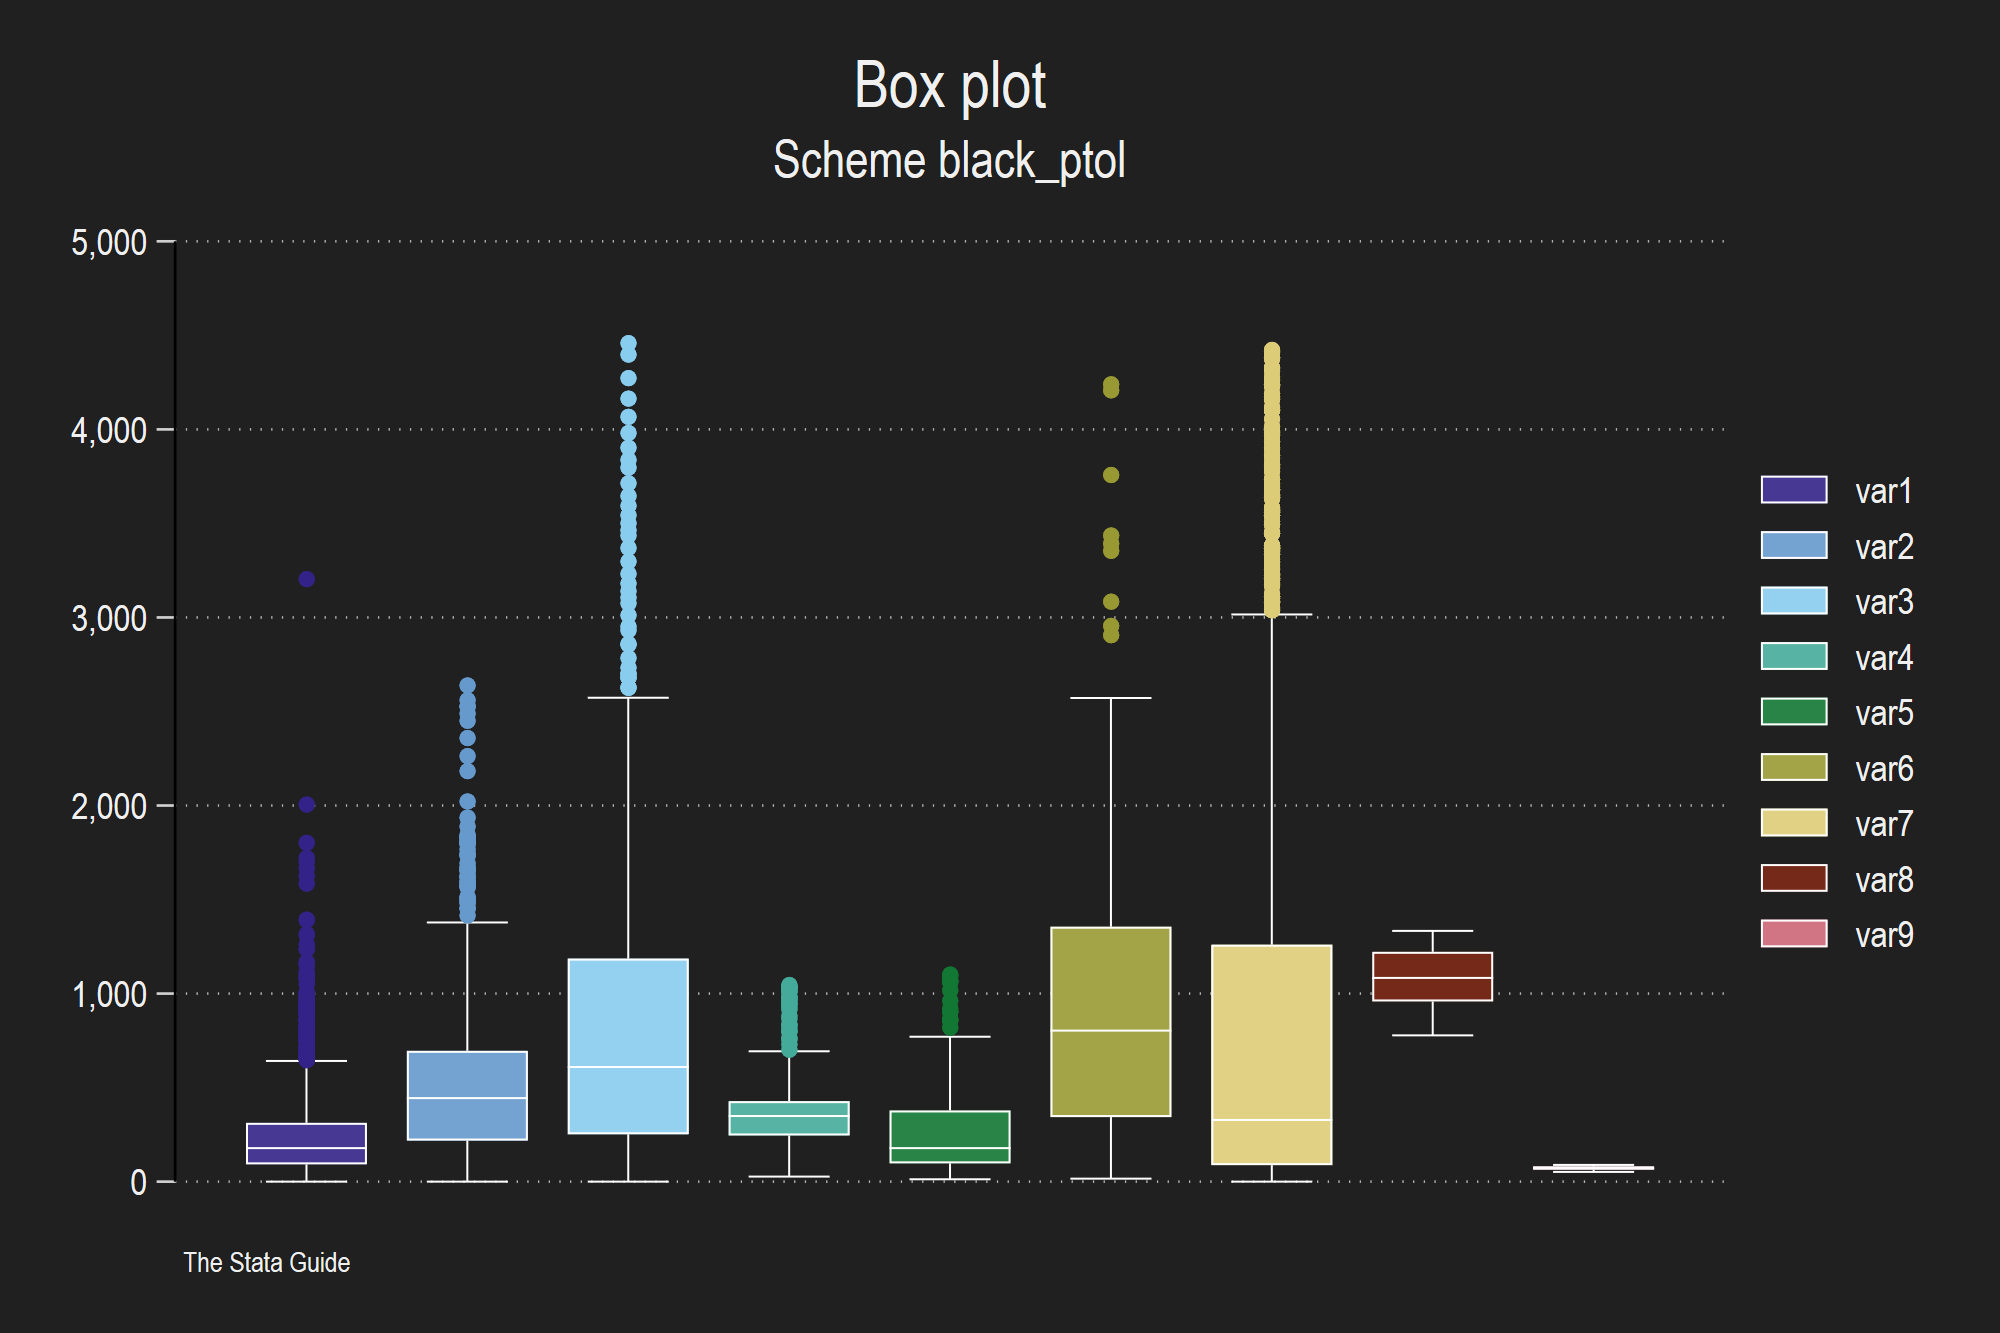 Box plot
Scheme black_ptol
5,000
4,000
3,000
2,000
1,000
0
var1
var2
var3
var4
var5
var6
var7
var8
var9
The Stata Guide